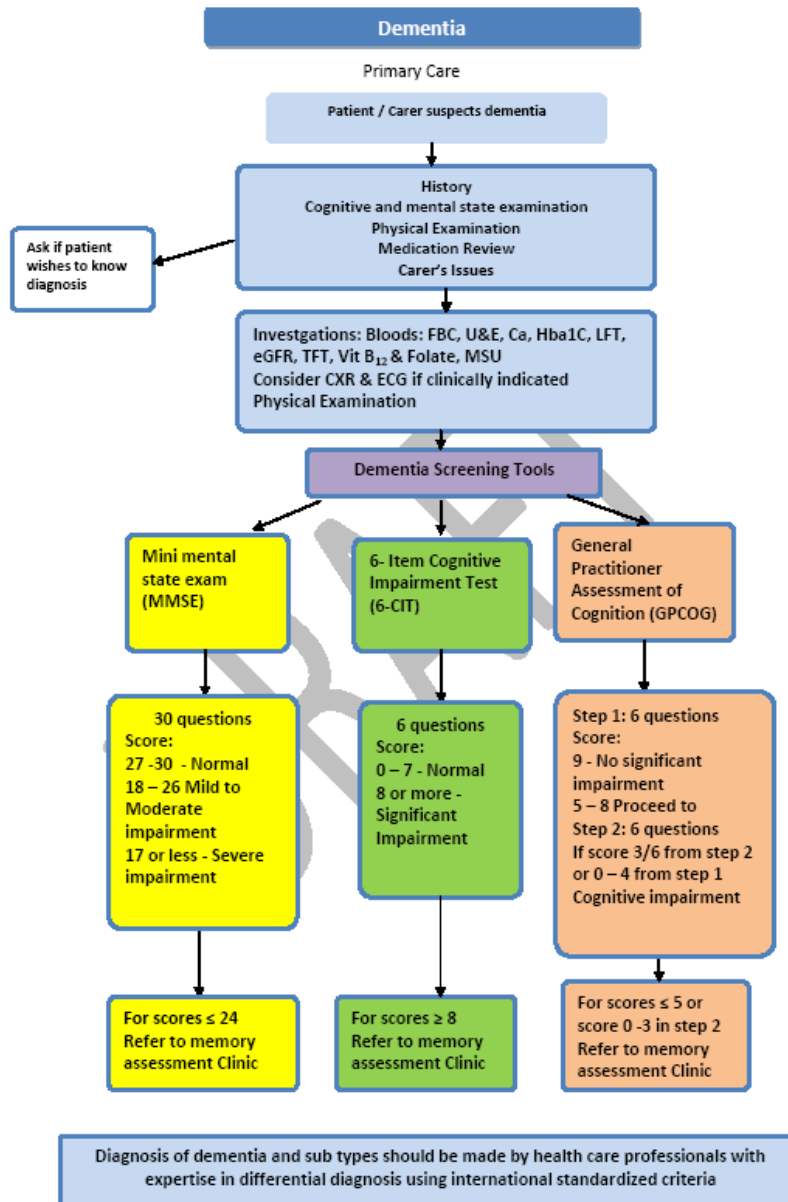 Dementia
Primary Care
Patient / Carer suspects dementia
History
Cognitive and mental state examination
Physical Examination
Medication Review
Carer's Issues
Ask if patient
wishes to know
diagnosis
Investgations: Bloods: FBC, U&E, Ca, Hba1C, LFT,
eGFR, TFT, Vit B12 & Folate, MSU
Consider CXR & ECG if clinically indicated
Physical Examination
Dementia Screening Tools
Mini mental
state exam
(MMSE)
6- Item Cognitive
Impairment Test
(6-CIT)
General
Practitioner
Assessment of
Cognition (GPCOG)
30 questions
Score:
27 -30 - Normal
18 – 26 Mild to
Moderate
impairment
17 or less - Severe
impairment
6 questions
Score:
0 – 7 - Normal
8 or more -
Significant
Impairment
Step 1: 6 questions
Score:
9 - No significant
impairment
5 – 8 Proceed to
Step 2: 6 questions
If score 3/6 from step 2
or 0 – 4 from step 1
Cognitive impairment
For scores ≤ 24
Refer to memory
assessment Clinic
For scores ≥ 8
Refer to memory
assessment Clinic
For scores ≤ 5 or
score 0 -3 in step 2
Refer to memory
assessment Clinic
Diagnosis of dementia and sub types should be made by health care professionals with
expertise in differential diagnosis using international standardized criteria
DRAFT